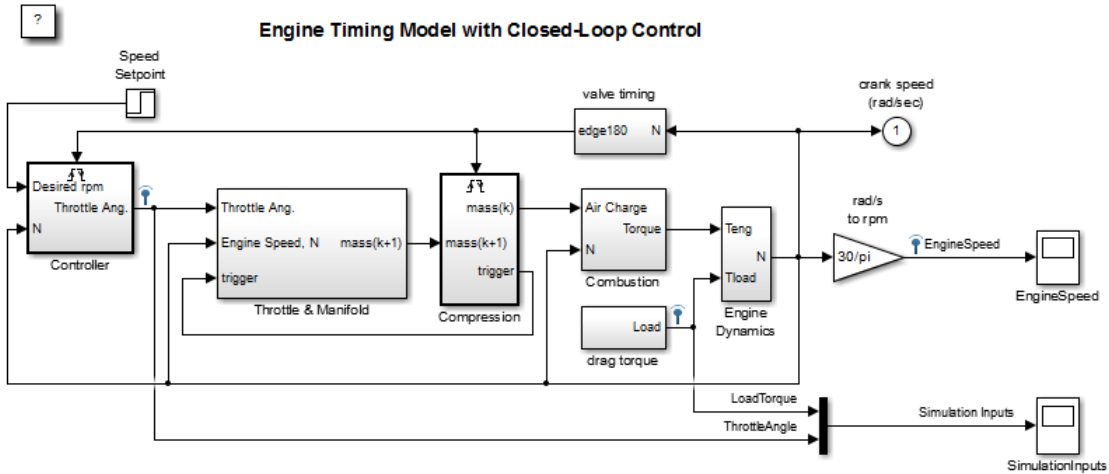 ?
Engine Timing Model with Closed-Loop Control
Speed
Setpoint
valve timing
edge180 N
crank speed
(rad/sec)
1
Desired rpm
Throttle Ang.
N
Controller
Throttle Ang.
Engine Speed, N
mass(k+1)
trigger
Throttle & Manifold
mass(k)
mass(k+1)
trigger
Compression
Air Charge
Torque
N
Combustion
Teng
N
Tload
Engine
Dynamics
Load
drag torque
rad/s
to rpm
30/pi
EngineSpeed
EngineSpeed
LoadTorque
ThrottleAngle
Simulation Inputs
SimulationInputs